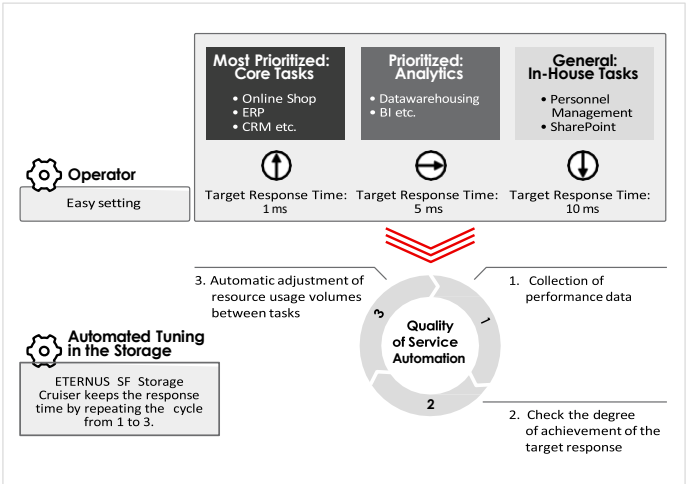 Most Prioritized:
Core Tasks
• Online Shop
• ERP
• CRM etc.
Prioritized:
Analytics
• Datawarehousing
• BI etc.
General:
In-House Tasks
• Personnel
Management
• SharePoint
Operator
Easy setting
Target Response Time:
1 ms
Target Response Time:
5 ms
Target Response Time:
10 ms
3. Automatic adjustment of
resource usage volumes
between tasks
1. Collection of
performance data
3
1
Quality
of Service
Automation
2
Automated Tuning
in the Storage
ETERNUS SF Storage
Cruiser keeps the response
time by repeating the cycle
from 1 to 3.
2. Check the degree
of achievement of the
target response